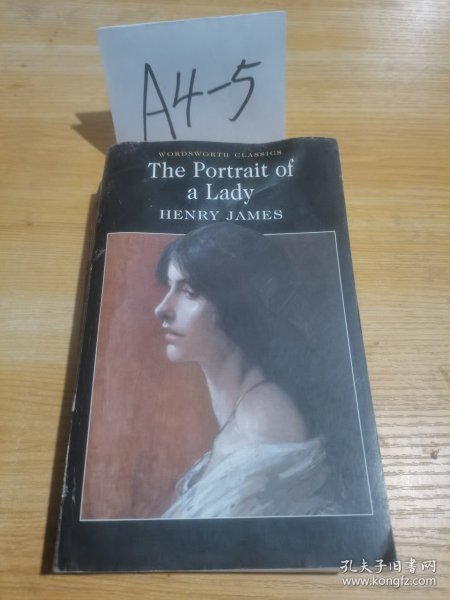 A4-5
WORDSWORTH CLASSICS
The Portrait of
a Lady
HENRY JAMES
孔夫子旧书网
www.kongfz.com